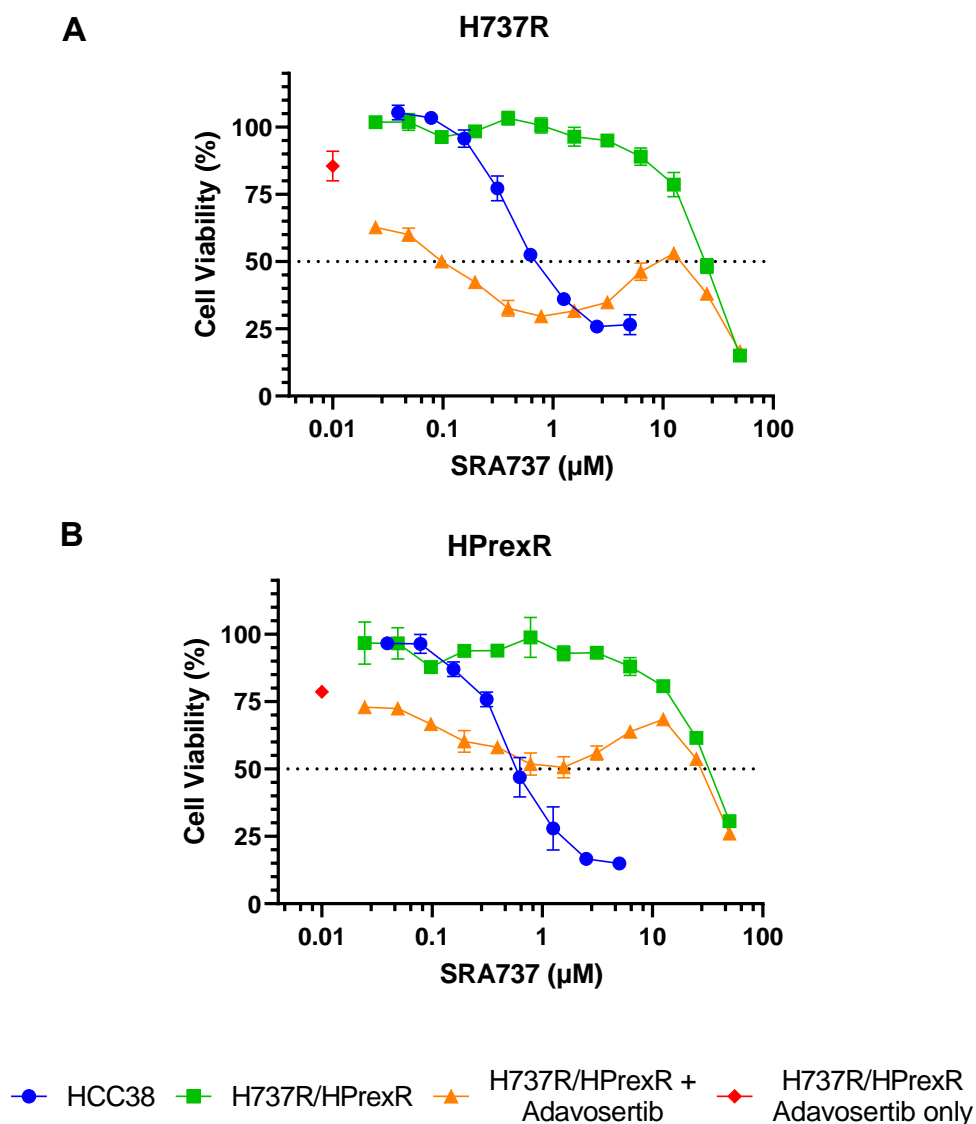 A
H737R
Cell Viability (%)
100
75
50
25
0
0.01 0.1 1 10 100
SRA737 (µM)
B
HPrexR
Cell Viability (%)
100
75
50
25
0
0.01 0.1 1 10 100
SRA737 (µM)
HCC38
H737R/HPrexR
H737R/HPrexR +
Adavosertib
H737R/HPrexR
Adavosertib only